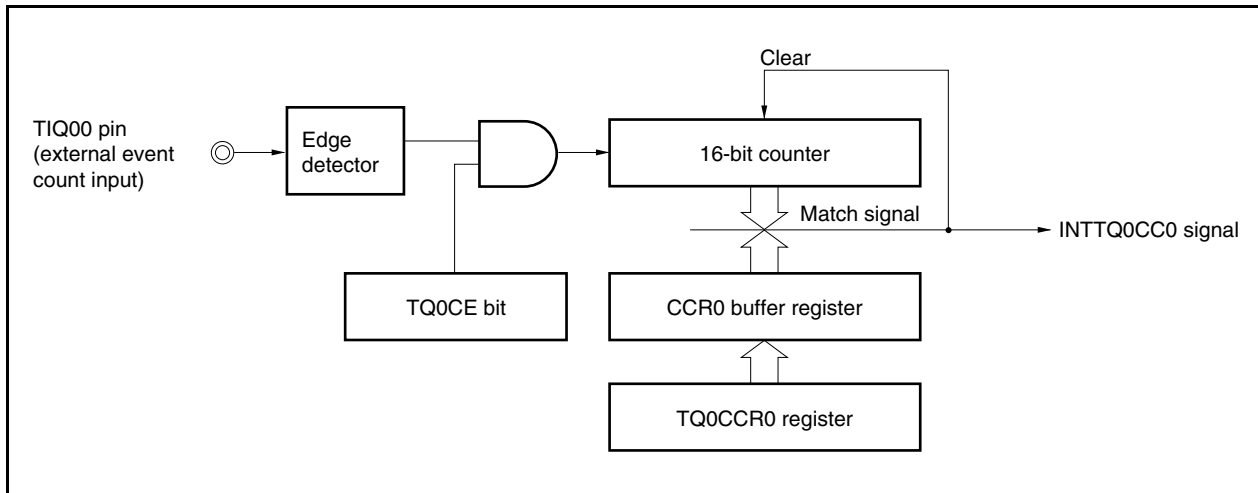 Clear
TIQ00 pin
(external event
count input)
Edge
detector
16-bit counter
Match signal
INTTQ0CC0 signal
TQ0CE bit
CCR0 buffer register
TQ0CCR0 register